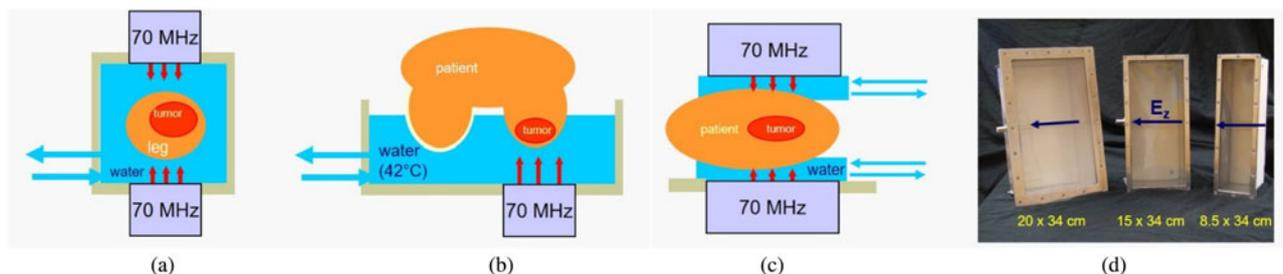 70 MHz
tumor
leg
water
70 MHz
(a)
patient
tumor
water
(42°C)
70 MHz
(b)
70 MHz
patient
tumor
water
70 MHz
(c)
E_z
20 x 34 cm
15 x 34 cm
8.5 x 34 cm
(d)